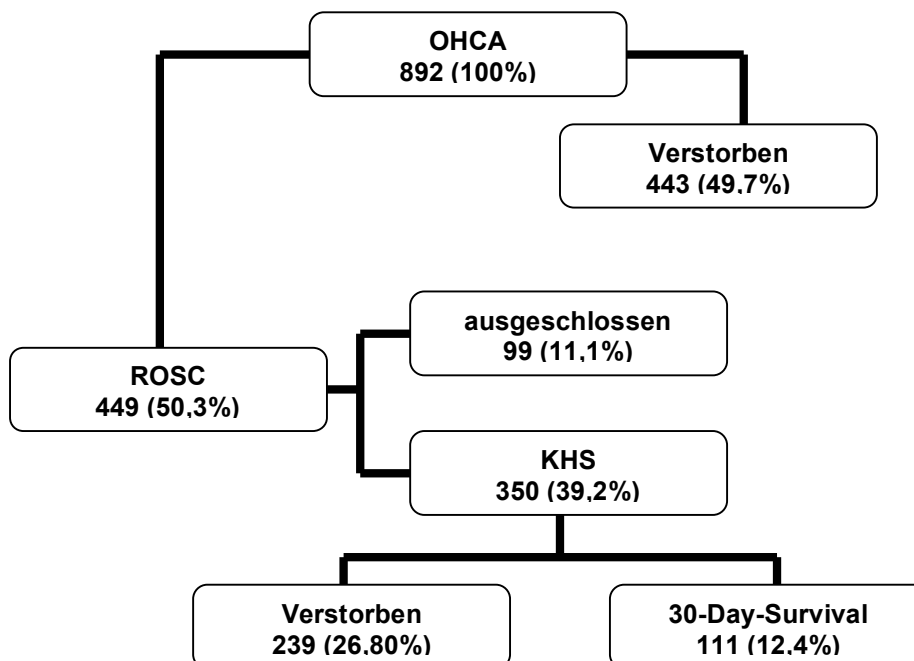 OHCA
892 (100%)
Verstorben
443 (49,7%)
ausgeschlossen
99 (11,1%)
ROSC
449 (50,3%)
KHS
350 (39,2%)
Verstorben
239 (26,80%)
30-Day-Survival
111 (12,4%)